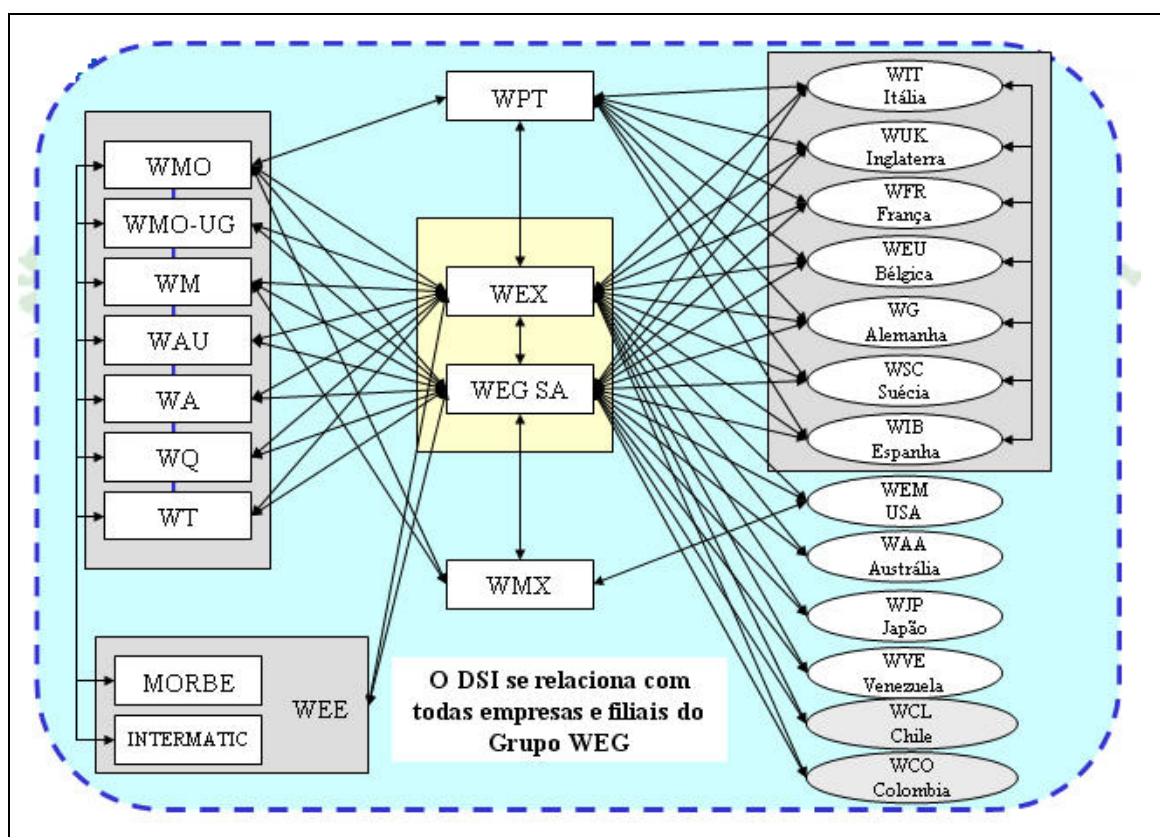 WPT
WMO
WMO-UG
WM
WAU
WA
WQ
WT
MORBE
INTERMATIC
WEE
WEX
WEG SA
WMX
O DSI se relaciona com
todas empresas e filiais do
Grupo WEG
WIT
Itália
WUK
Inglaterra
WFR
França
WEU
Bélgica
WG
Alemanha
WSC
Suécia
WIB
Espanha
WEM
USA
WAA
Austrália
WJP
Japão
WVE
Venezuela
WCL
Chile
WCO
Colombia